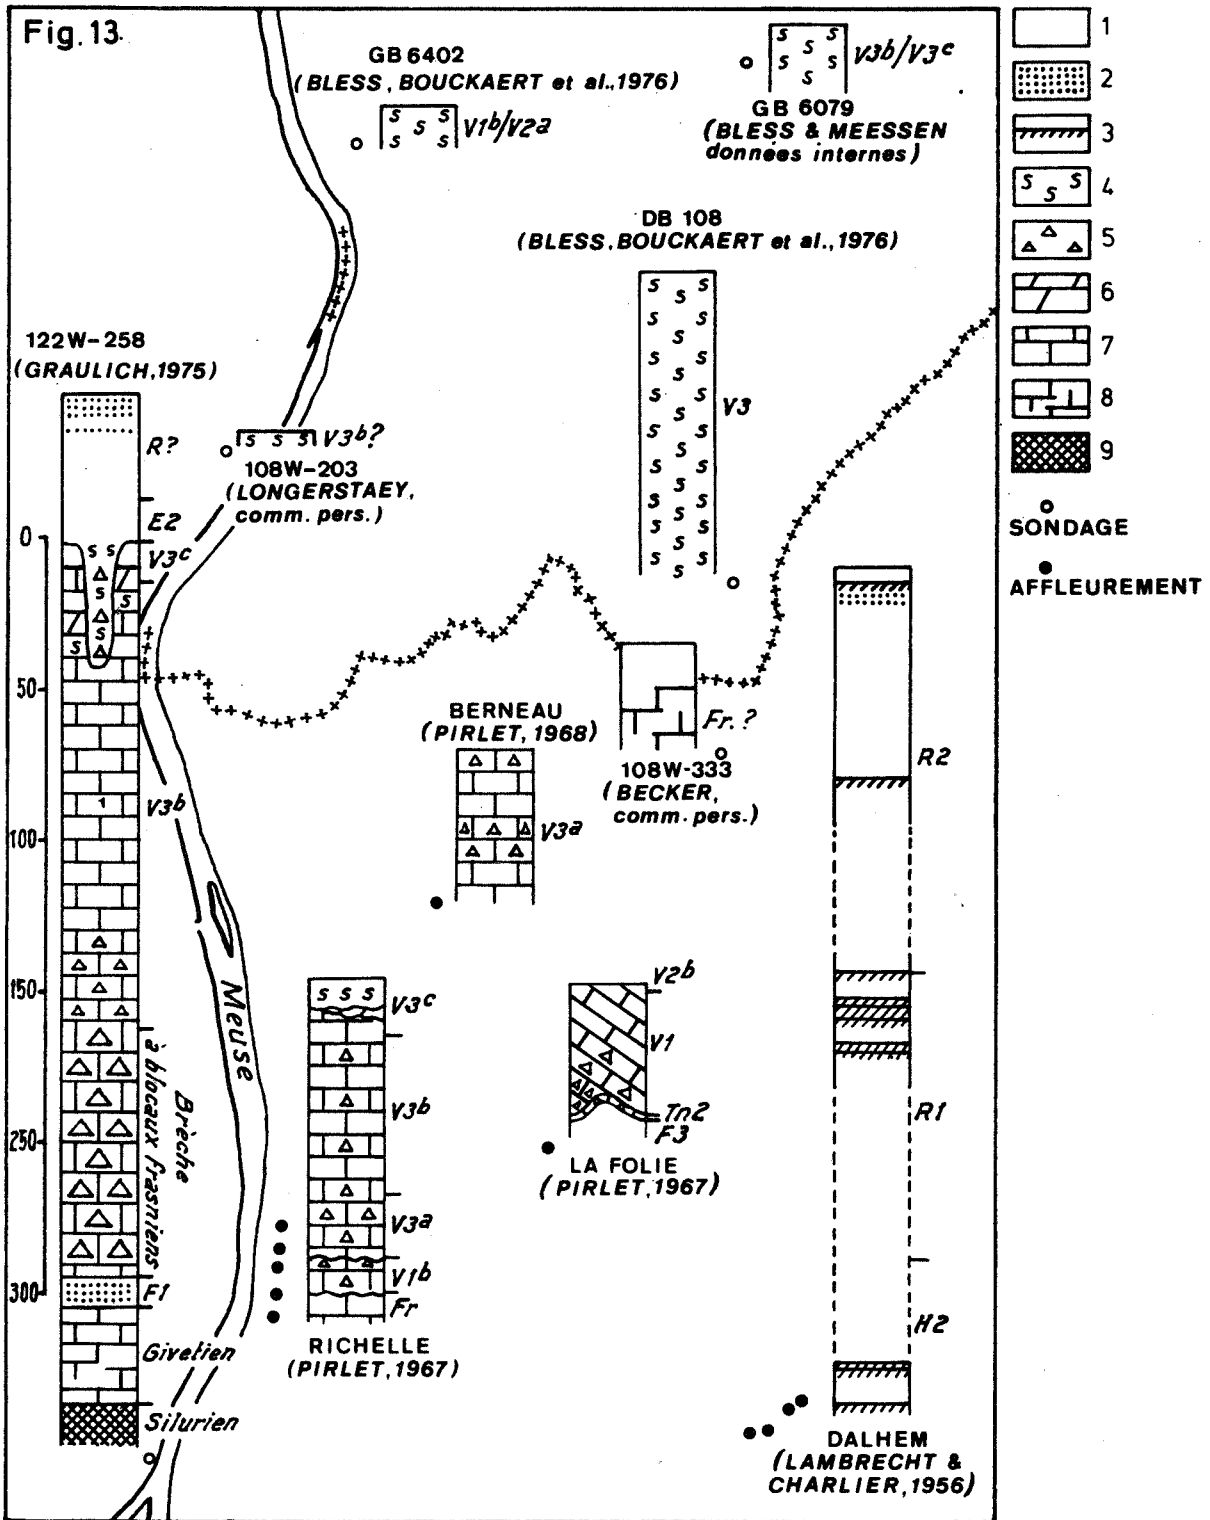 Fig.13.
GB 6402
(BLESS, BOUCKAERT et al.,1976)
V1b/V2a
V3b/V3c
GB 6079
(BLESS & MEESSEN
données internes)
DB 108
(BLESS, BOUCKAERT et al.,1976)
V3
122W-258
(GRAULICH,1975)
R?
E2
V3c
V3b
Brèche
à blocaux frasniens
F1
Givetien
Silurien
0
50
100
150
250
300
V3b?
108W-203
(LONGERSTAEY,
comm. pers.)
Meuse
BERNEAU
(PIRLET, 1968)
V3a
Fr.?
108W-333
(BECKER,
comm. pers.)
V3c
V3b
V3a
V1b
Fr
RICHELLE
(PIRLET,1967)
V2b
V1
Tn2
F3
LA FOLIE
(PIRLET,1967)
R2
R1
H2
DALHEM
(LAMBRECHT &
CHARLIER,1956)
1
2
3
4
5
6
7
8
9
SONDAGE
AFFLEUREMENT